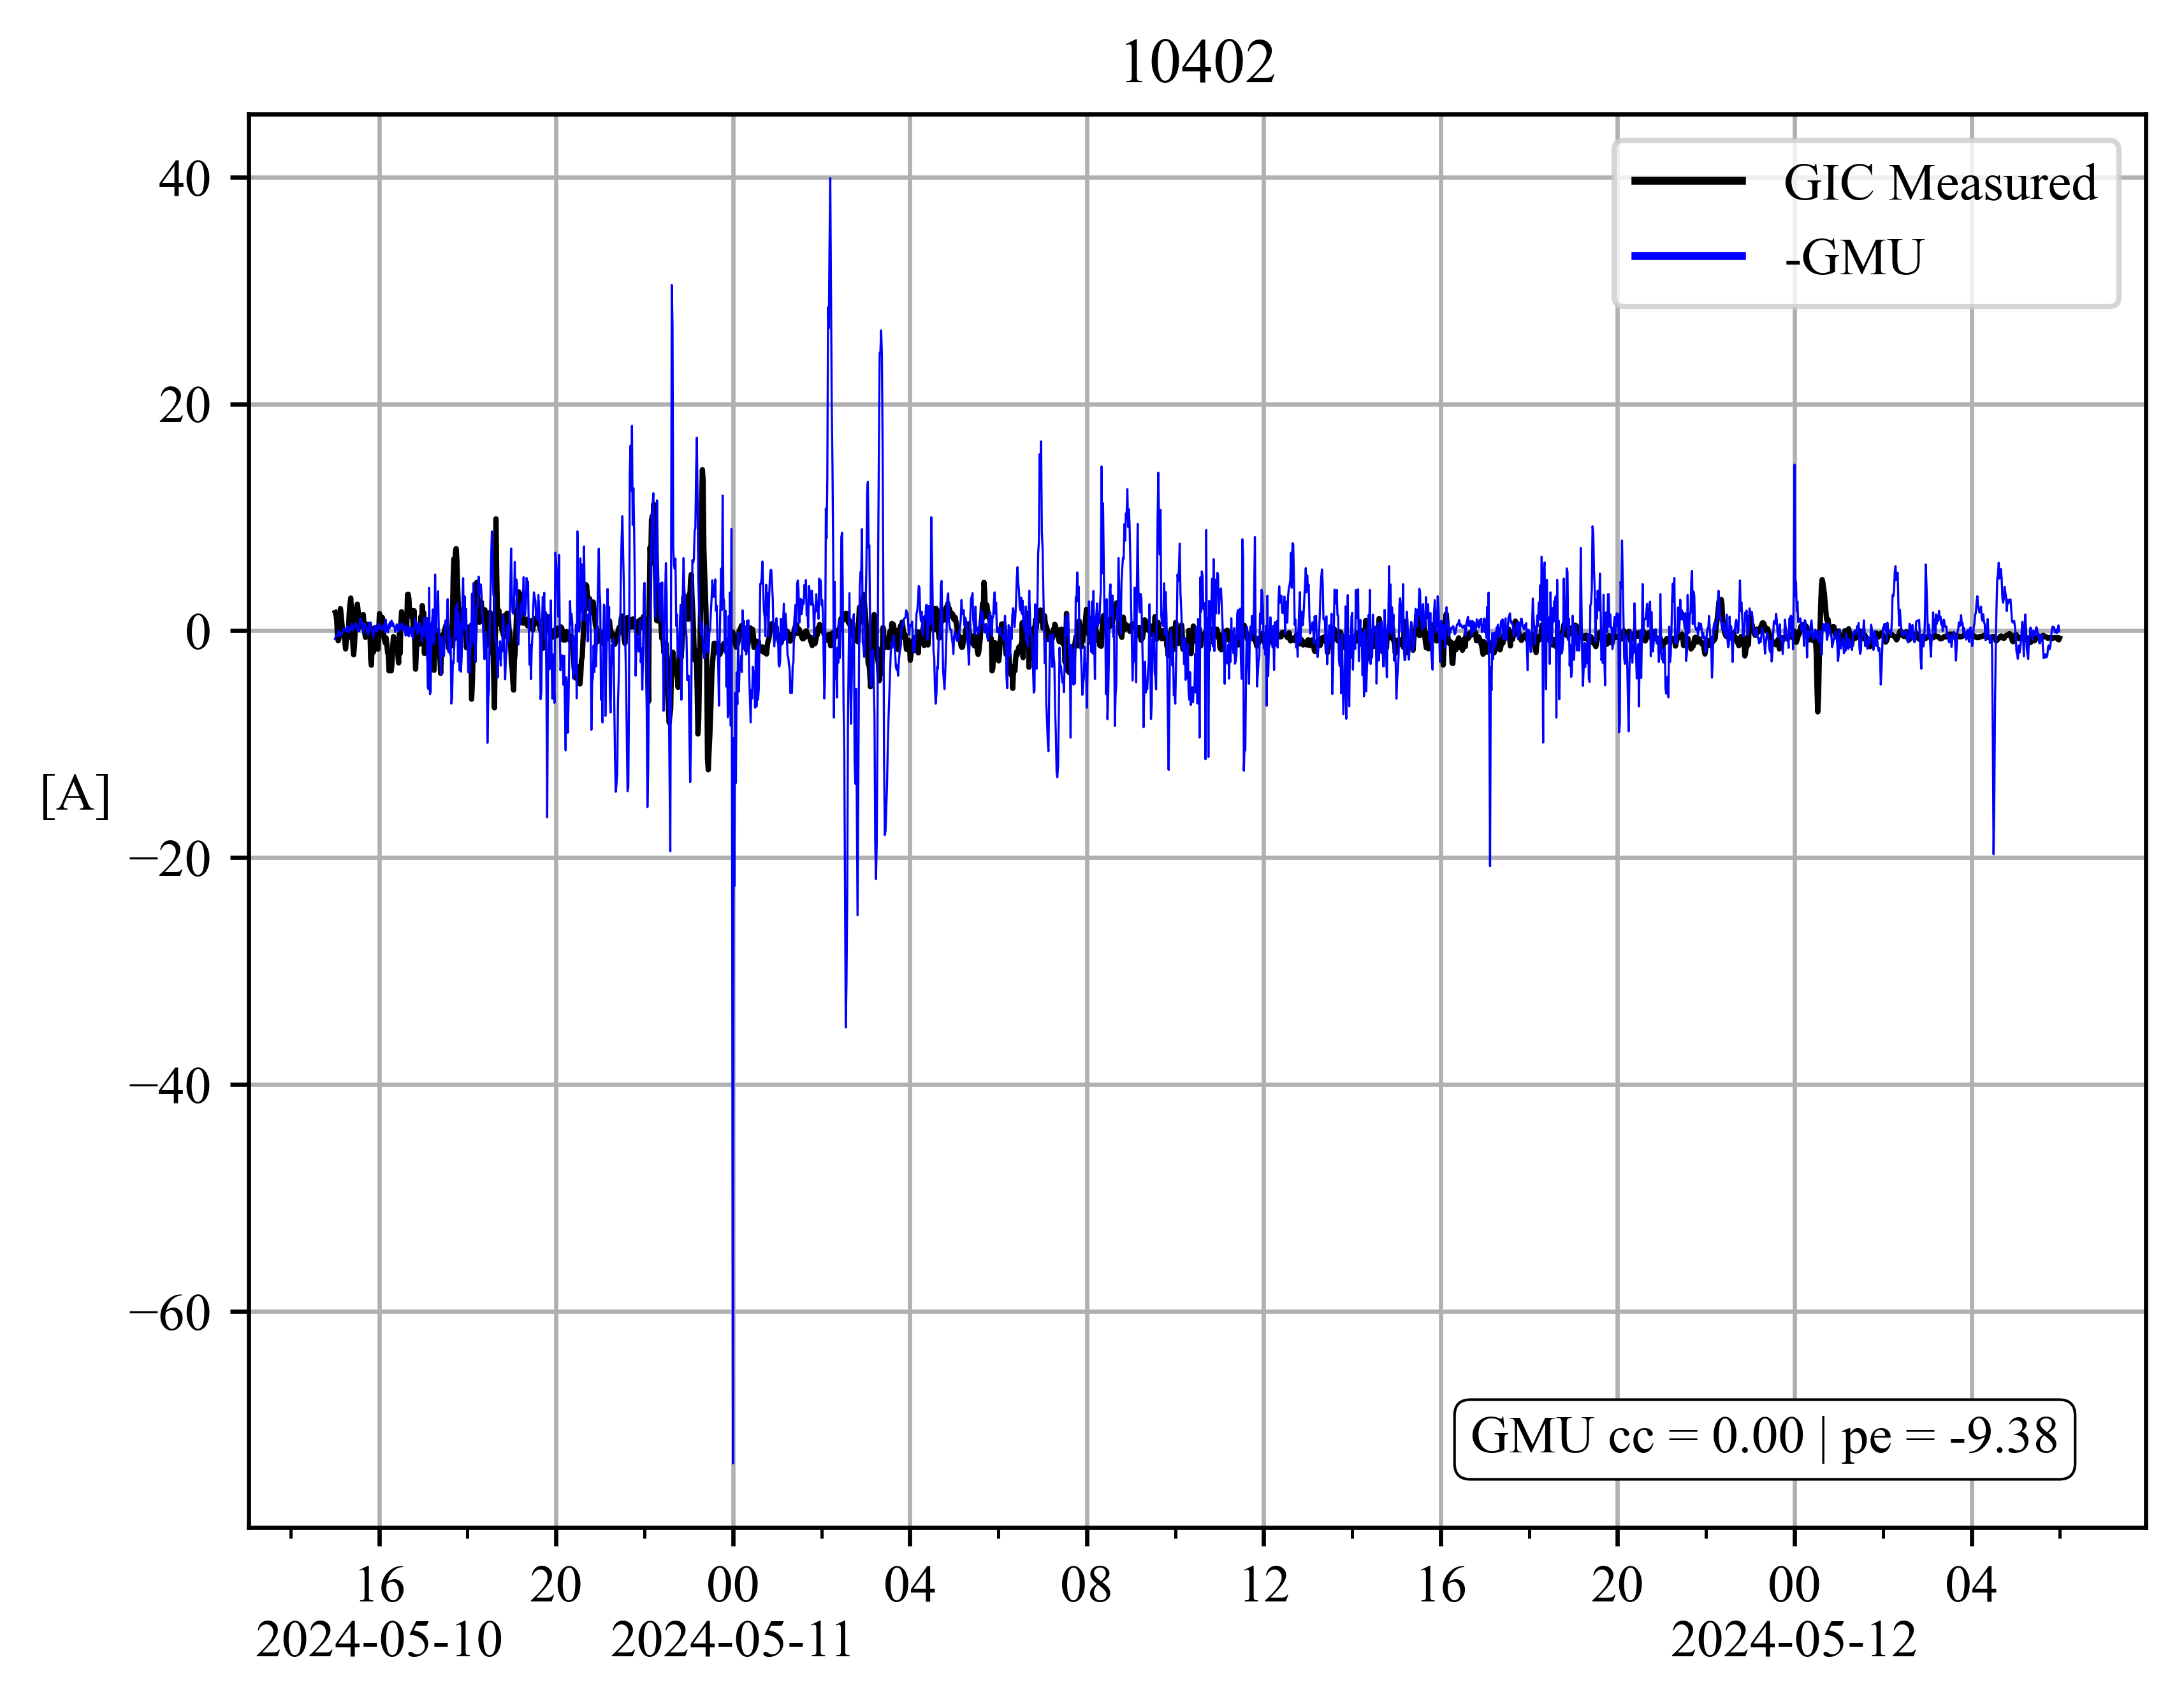 10402
GIC Measured
-GMU
40
20
0
[A]
−20
−40
−60
GMU cc = 0.00 | pe = -9.38
16 20 00 04 08 12 16 20 00 04
2024-05-10 2024-05-11 2024-05-12